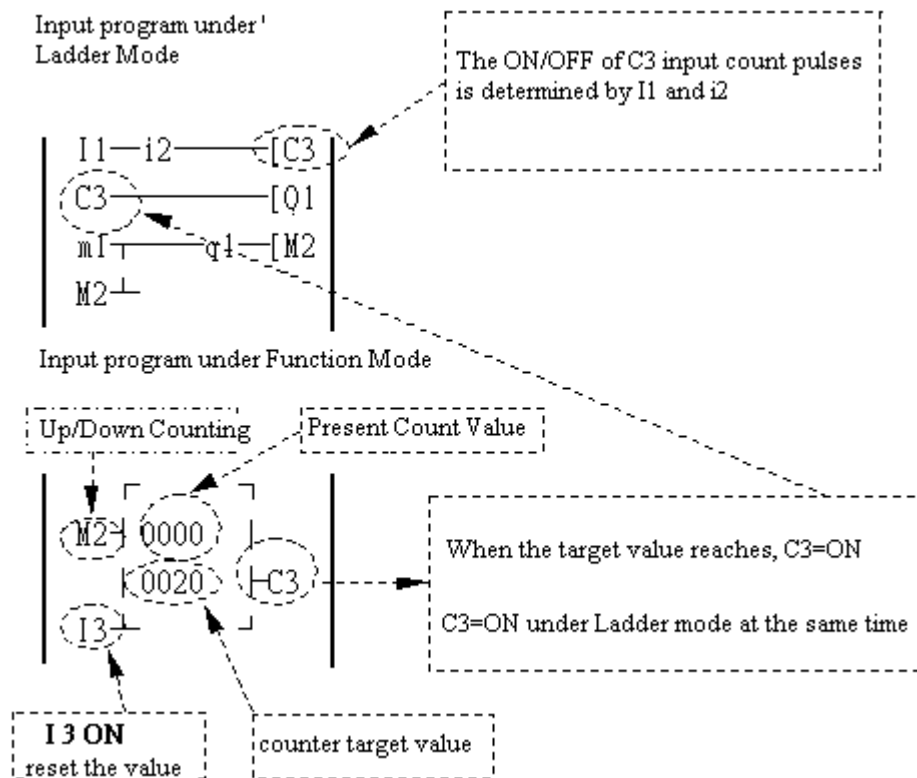 Input program under'
Ladder Mode
The ON/OFF of C3 input count pulses
is determined by I1 and i2
I1 i2 [C3
C3 [Q1
m1 q1 [M2
M2
Input program under Function Mode
Up/Down Counting
Present Count Value
M2 0000
0020 C3
I3
When the target value reaches, C3=ON
C3=ON under Ladder mode at the same time
I 3 ON
reset the value
counter target value